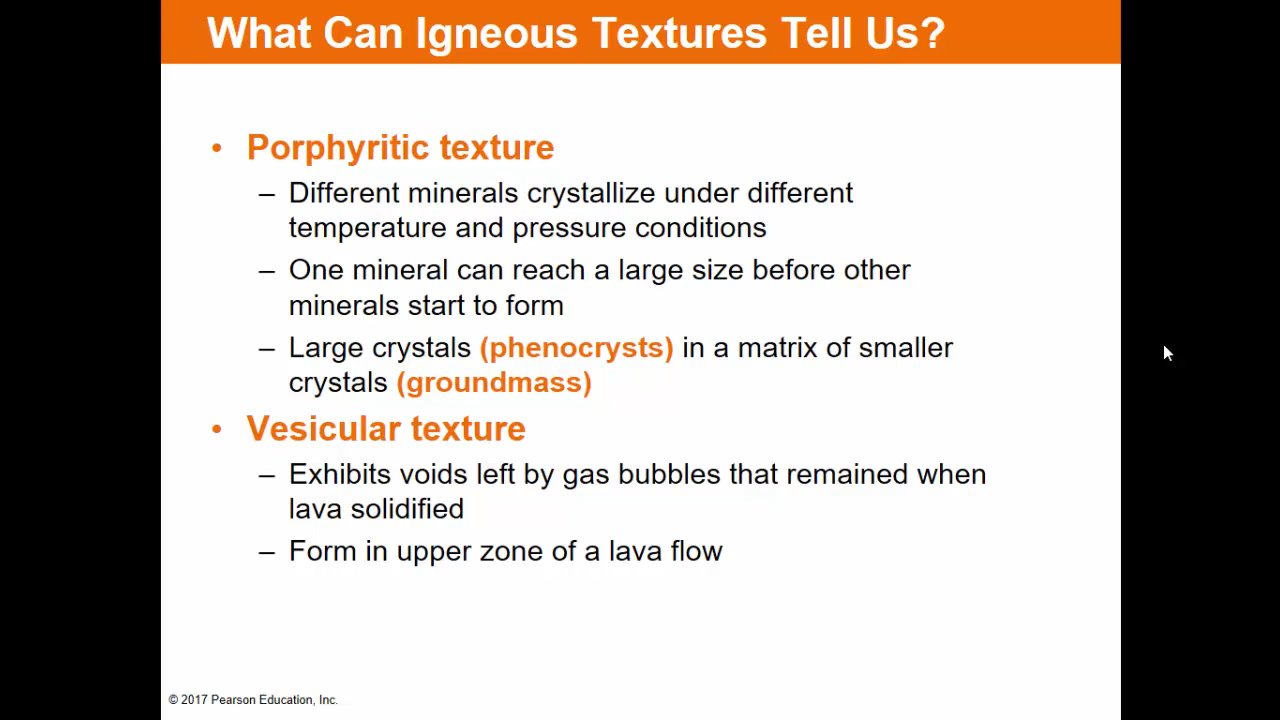 What Can Igneous Textures Tell Us?
• Porphyritic texture
– Different minerals crystallize under different
temperature and pressure conditions
– One mineral can reach a large size before other
minerals start to form
– Large crystals (phenocrysts) in a matrix of smaller
crystals (groundmass)
• Vesicular texture
– Exhibits voids left by gas bubbles that remained when
lava solidified
– Form in upper zone of a lava flow
© 2017 Pearson Education, Inc.